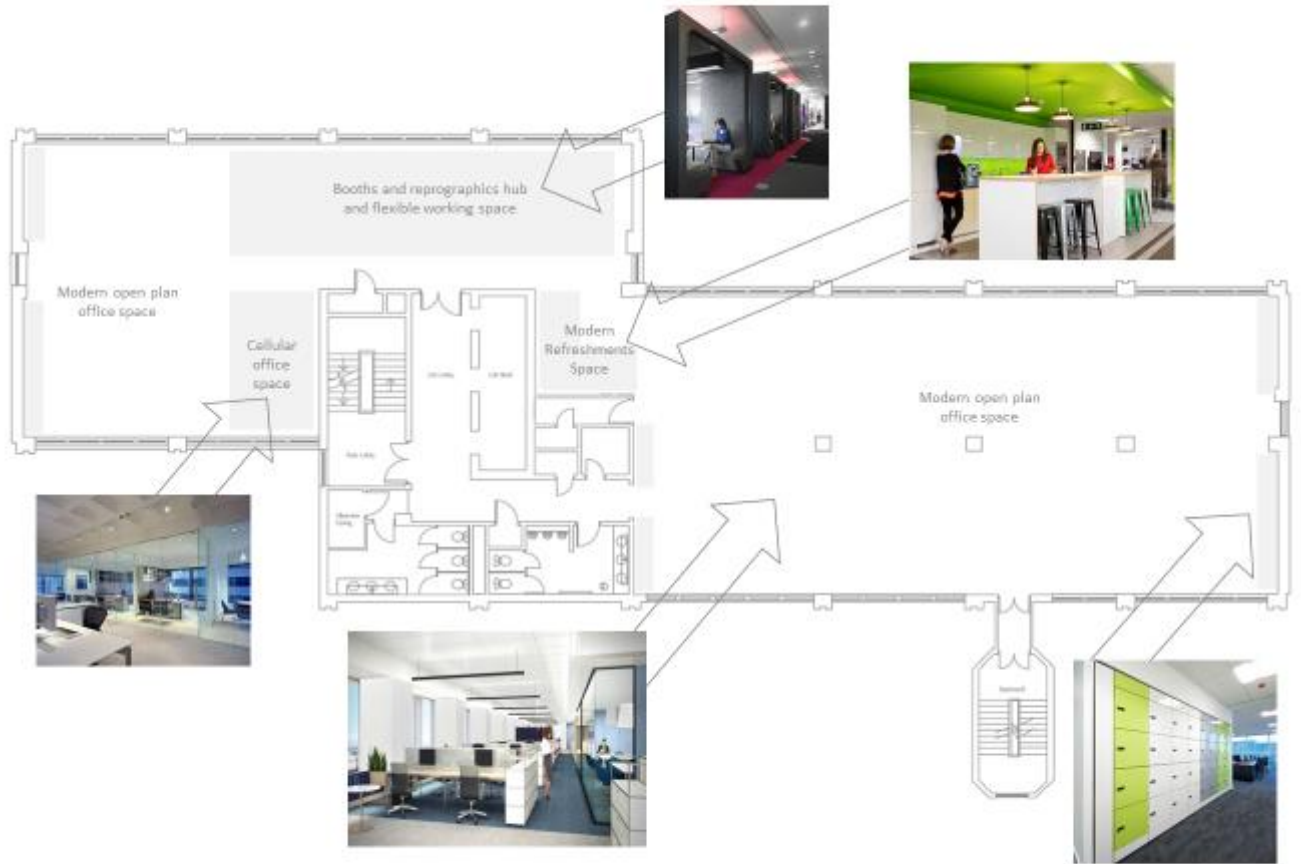 Booths and reprographics hub
and flexible working space
Modern open plan
office space
Cellular
office
space
Modern
Refreshments
Space
Modern open plan
office space